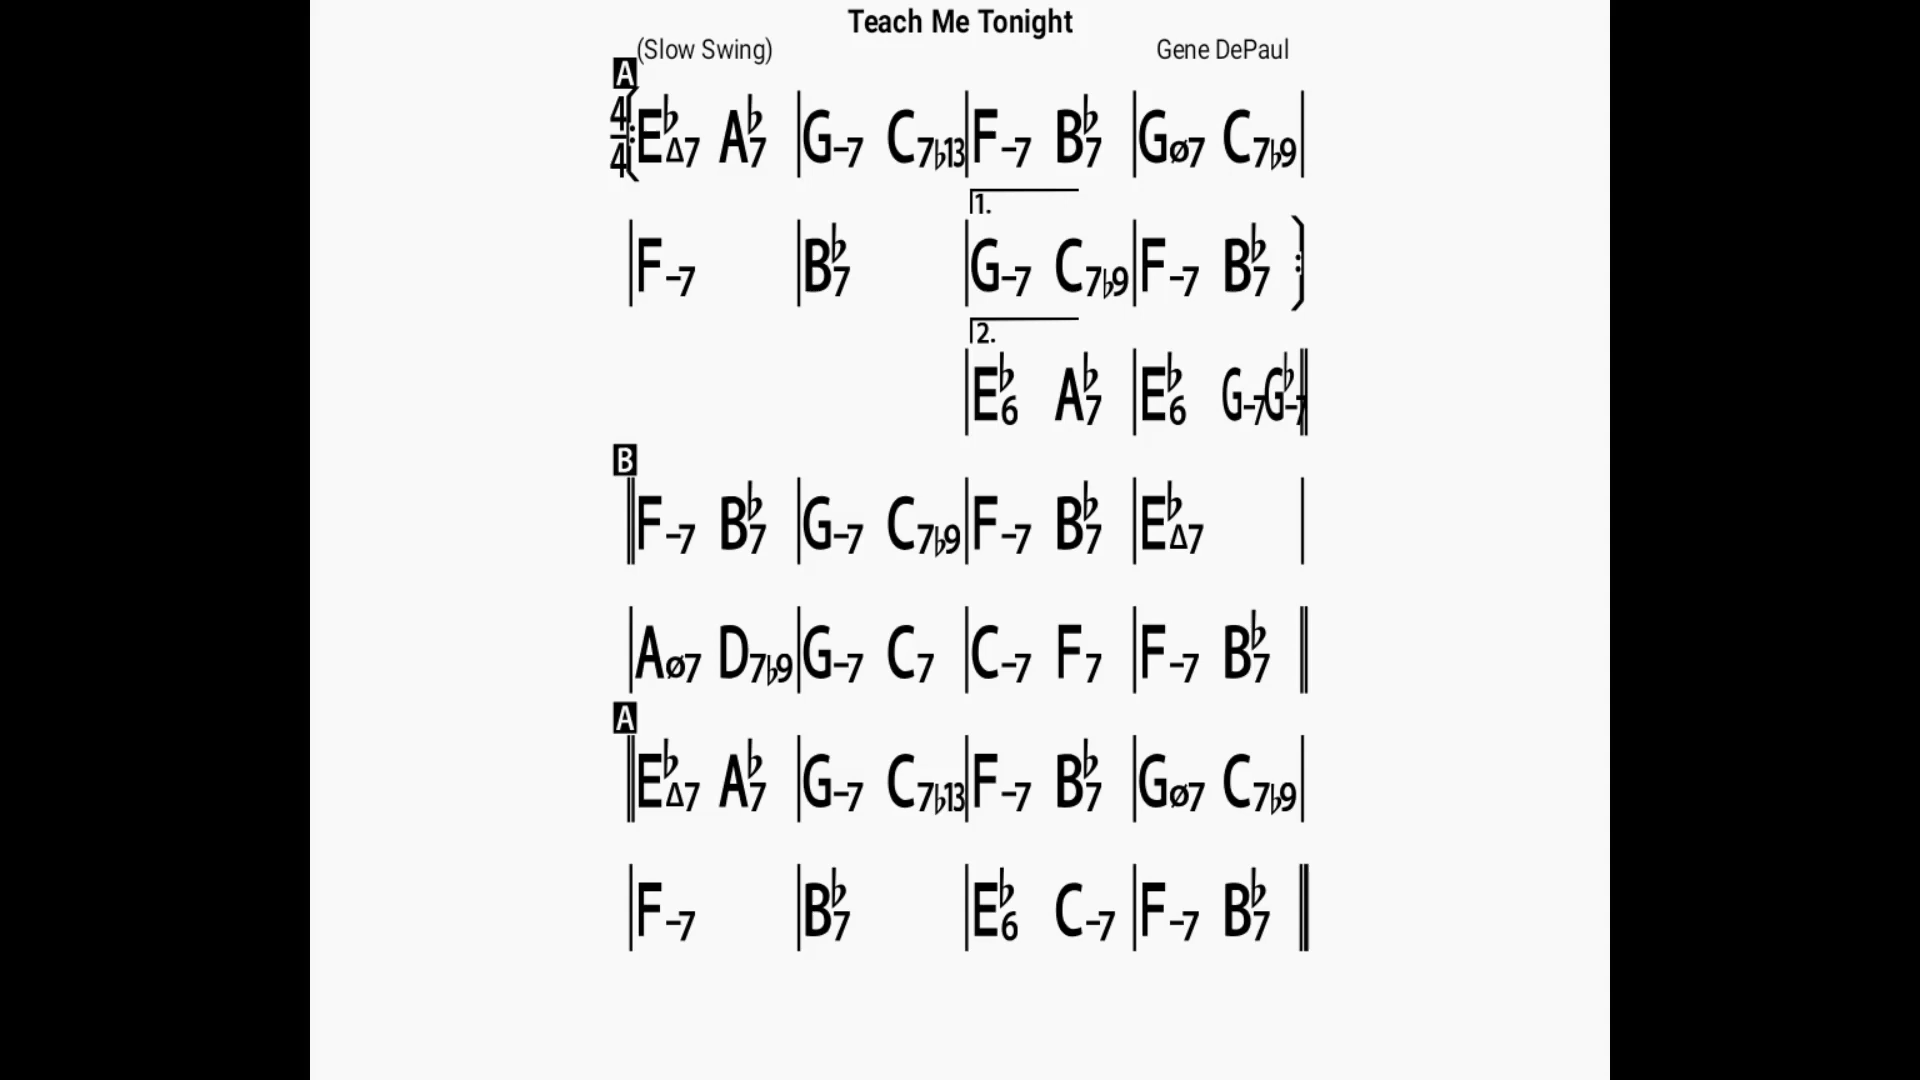 Teach Me Tonight
(Slow Swing) Gene DePaul
A
4/4 E♭Δ7 A♭7 | G–7 C7♭13 | F–7 B♭7 | Gø7 C7♭9 |
1.
| F–7 | B♭7 | G–7 C7♭9 | F–7 B♭7
2.
| E♭6 A♭7 | E♭6 G–7 G♭–7 ||
B
|| F–7 B♭7 | G–7 C7♭9 | F–7 B♭7 | E♭Δ7 |
| Aø7 D7♭9 | G–7 C7 | C–7 F7 | F–7 B♭7 ||
A
|| E♭Δ7 A♭7 | G–7 C7♭13 | F–7 B♭7 | Gø7 C7♭9 |
| F–7 | B♭7 | E♭6 C–7 | F–7 B♭7 ||